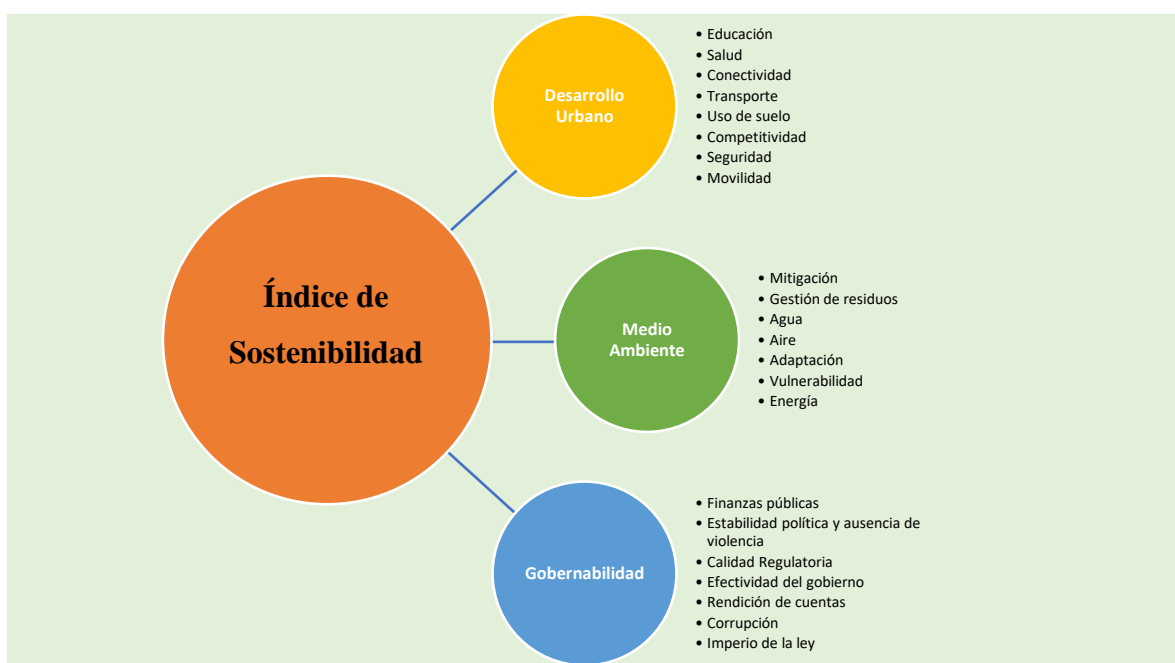 Índice de
Sostenibilidad
Desarrollo
Urbano
• Educación
• Salud
• Conectividad
• Transporte
• Uso de suelo
• Competitividad
• Seguridad
• Movilidad
Medio
Ambiente
• Mitigación
• Gestión de residuos
• Agua
• Aire
• Adaptación
• Vulnerabilidad
• Energía
Gobernabilidad
• Finanzas públicas
• Estabilidad política y ausencia de
violencia
• Calidad Regulatoria
• Efectividad del gobierno
• Rendición de cuentas
• Corrupción
• Imperio de la ley